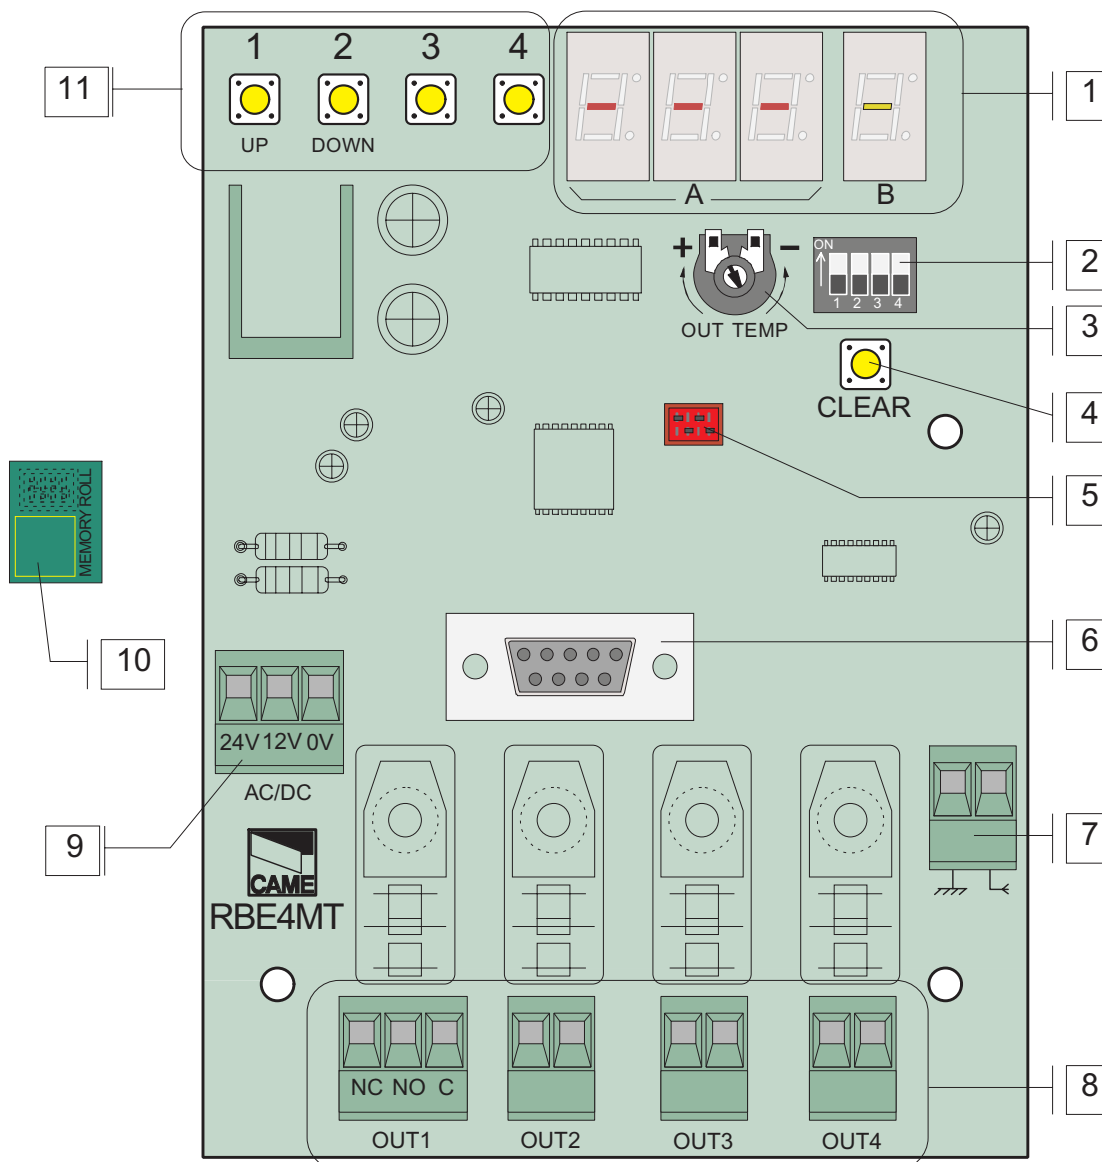 1 2 3 4
11
UP DOWN
1
A B
+ −
ON
2
1 2 3 4
OUT TEMP
3
CLEAR
4
MEMORY ROLL
5
10
6
24V 12V 0V
AC/DC
9
7
CAME
RBE4MT
NC NO C
8
OUT1 OUT2 OUT3 OUT4